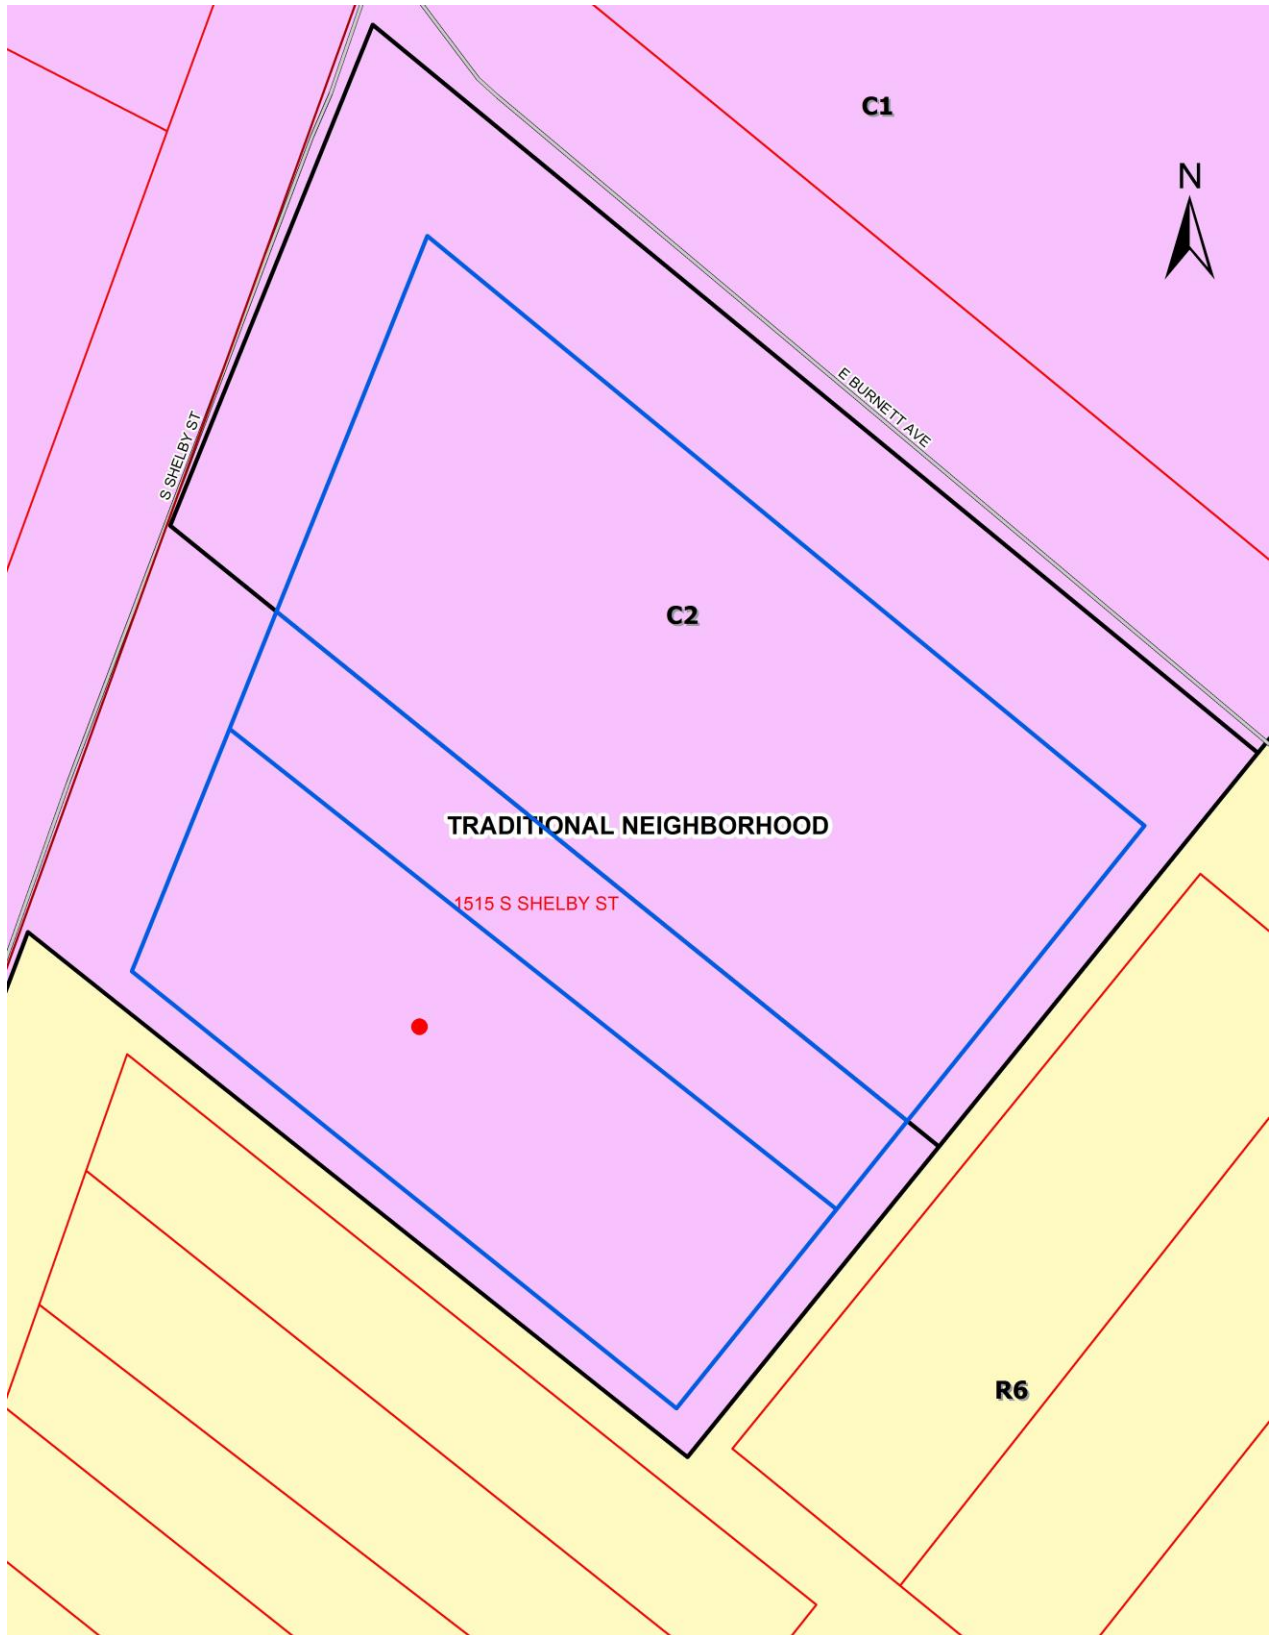 C1
N
E BURNETT AVE
S SHELBY ST
C2
TRADITIONAL NEIGHBORHOOD
1515 S SHELBY ST
R6